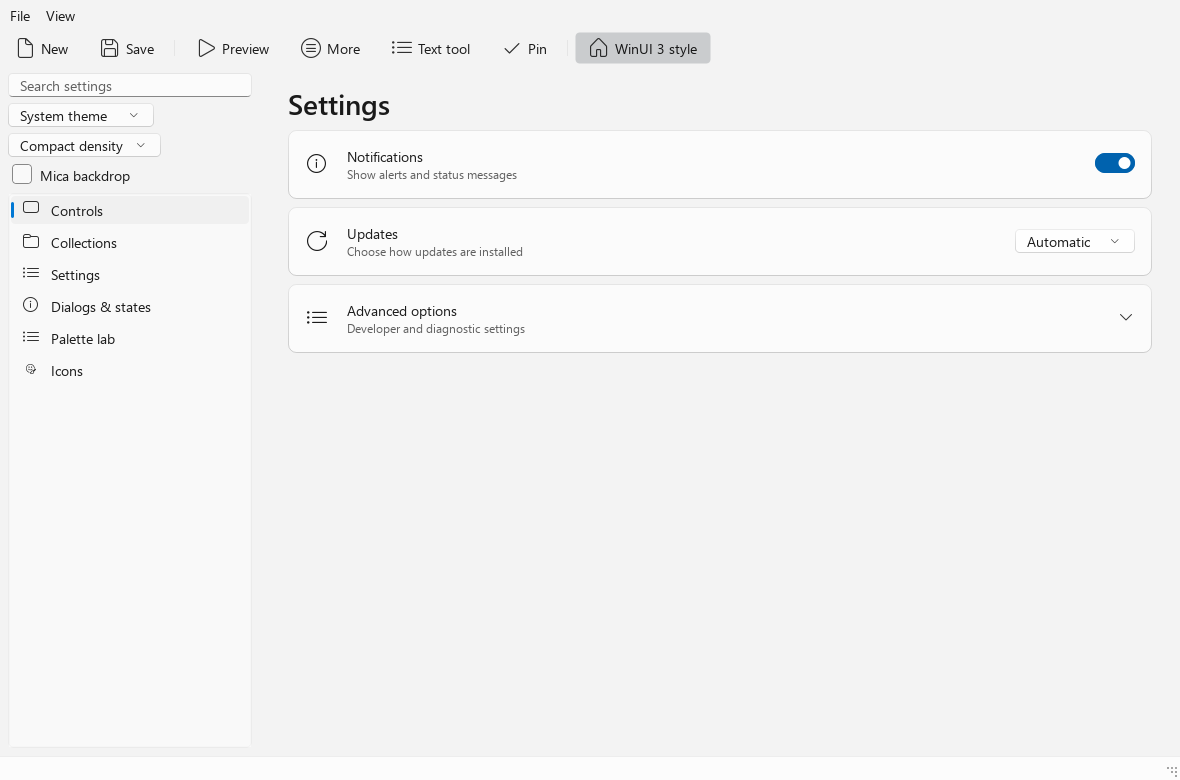 File View
New Save Preview More Text tool Pin WinUI 3 style
Search settings
System theme
Compact density
Mica backdrop
Controls
Collections
Settings
Dialogs & states
Palette lab
Icons
Settings
Notifications
Show alerts and status messages
Updates
Choose how updates are installed
Automatic
Advanced options
Developer and diagnostic settings